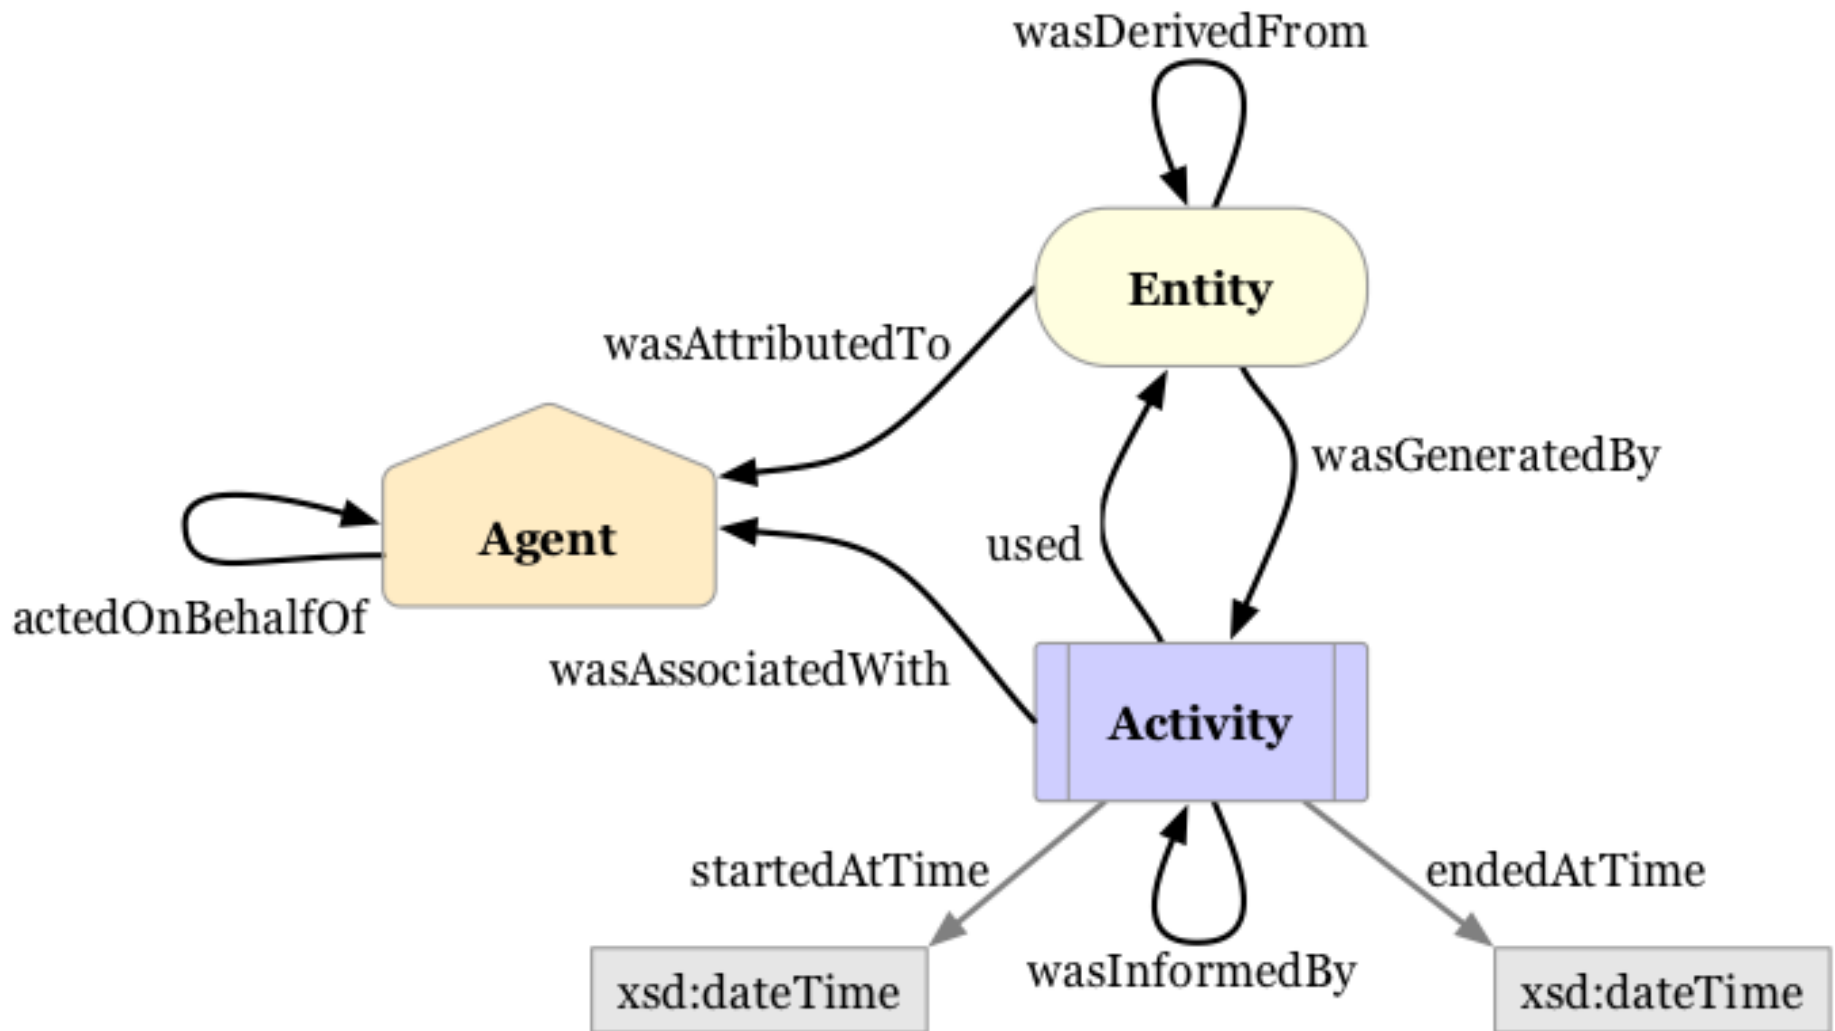 wasDerivedFrom
Entity
wasAttributedTo
wasGeneratedBy
Agent
used
actedOnBehalfOf
wasAssociatedWith
Activity
startedAtTime
endedAtTime
wasInformedBy
xsd:dateTime
xsd:dateTime